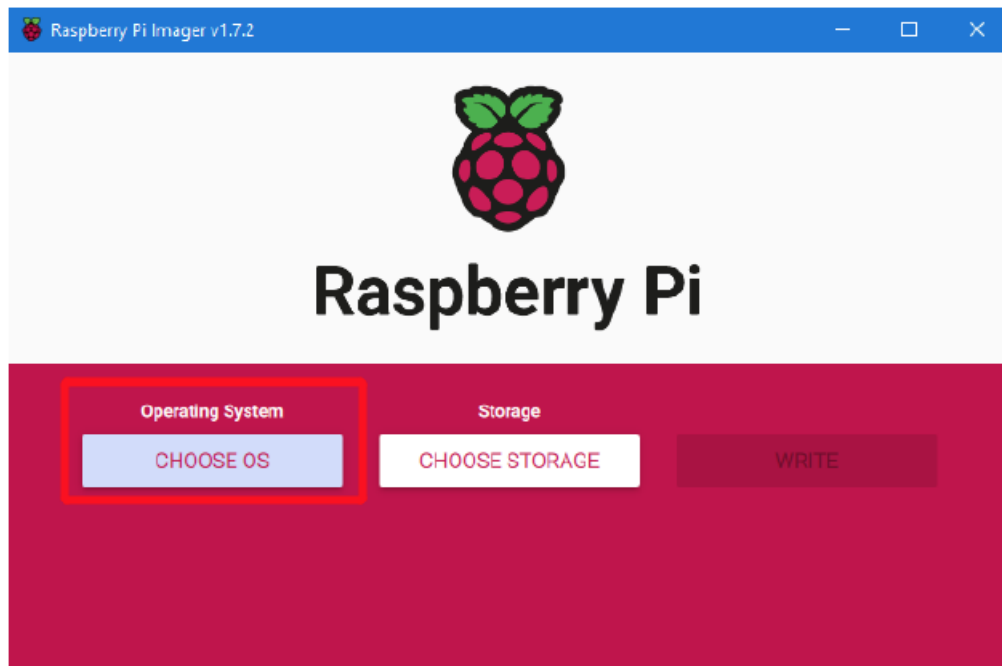 Raspberry Pi Imager v1.7.2
Raspberry Pi
Operating System
CHOOSE OS
Storage
CHOOSE STORAGE
WRITE